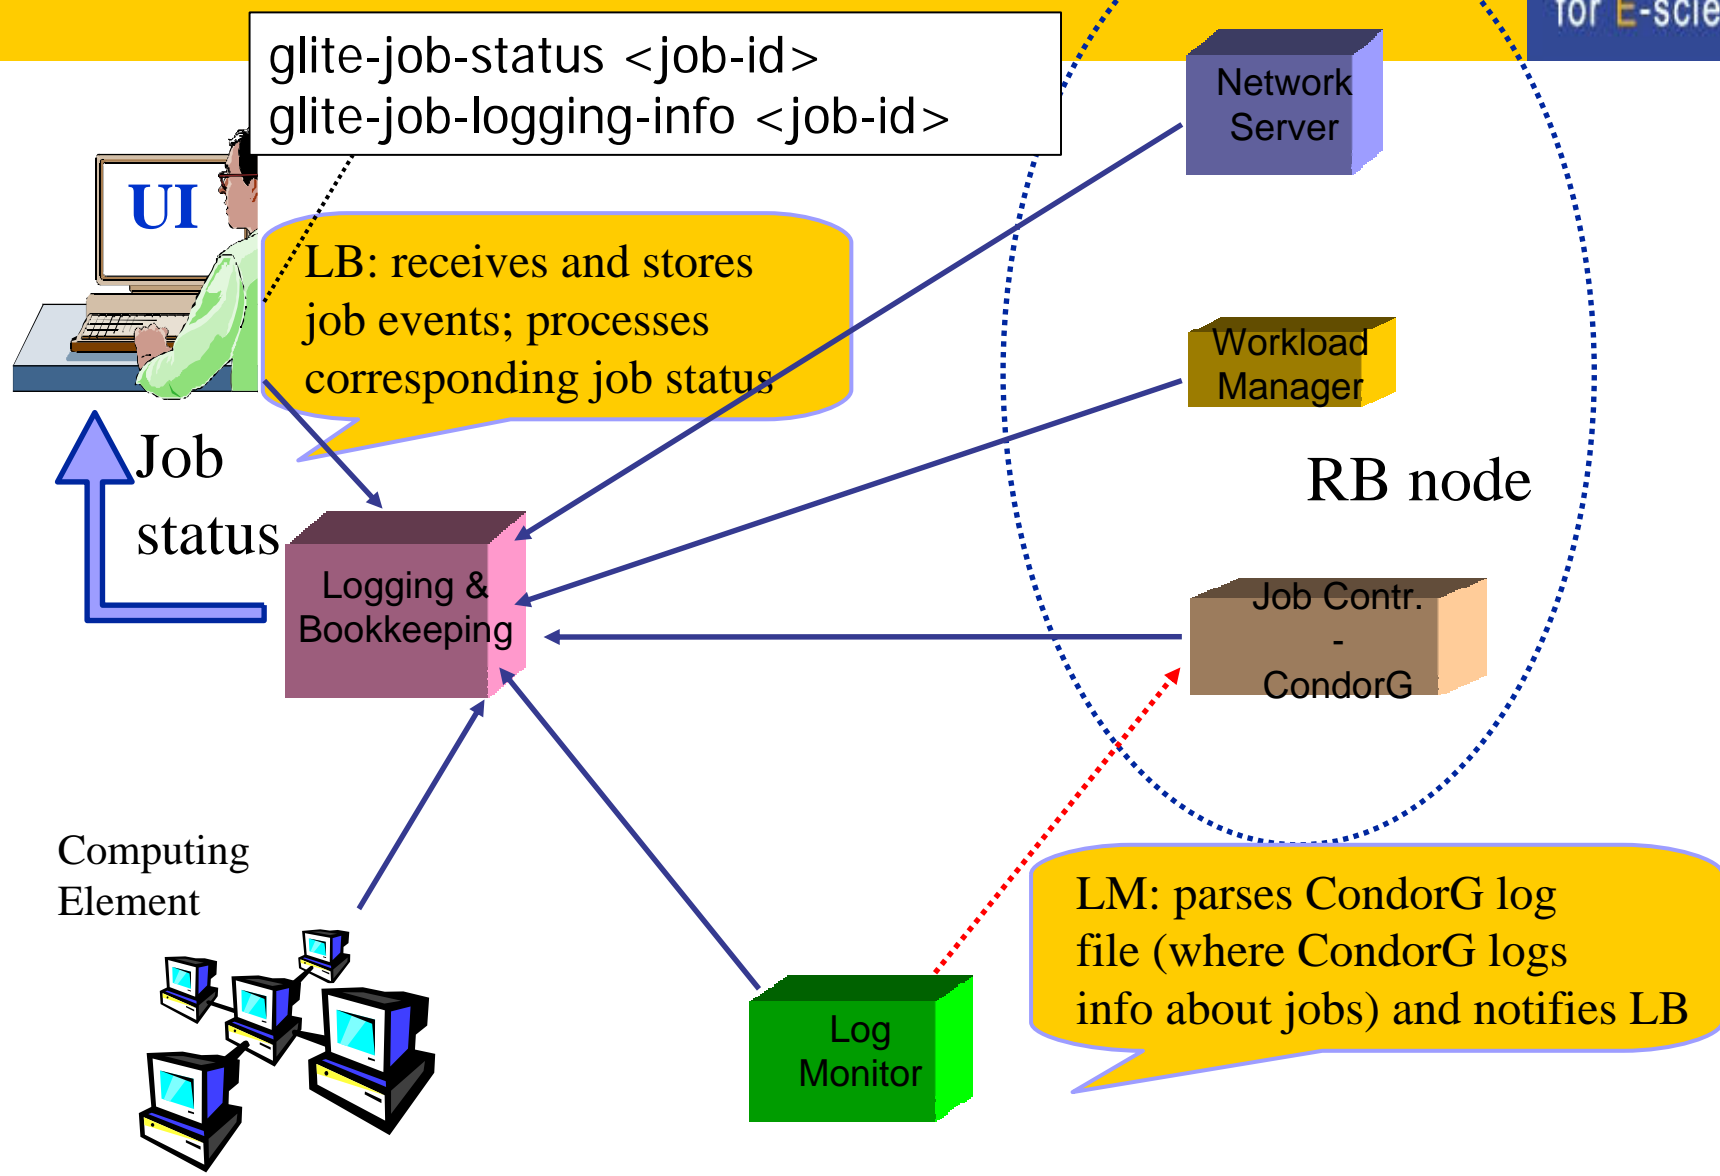 for E-scie
glite-job-status <job-id>
glite-job-logging-info <job-id>
Network
Server
UI
LB: receives and stores
job events; processes
corresponding job status
Workload
Manager
Job
status
RB node
Logging &
Bookkeeping
Job Contr.
-
CondorG
Computing
Element
LM: parses CondorG log
file (where CondorG logs
info about jobs) and notifies LB
Log
Monitor